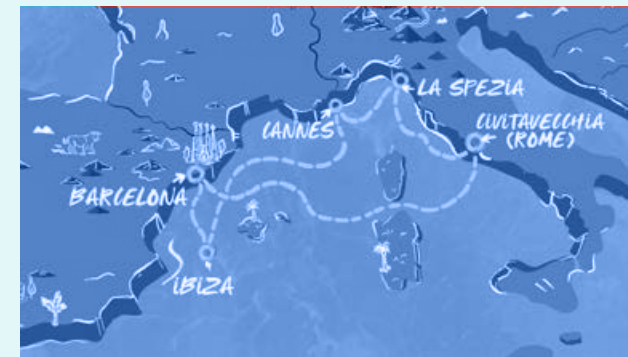 LA SPEZIA
CANNES
CIVITAVECCHIA
(ROME)
BARCELONA
IBIZA